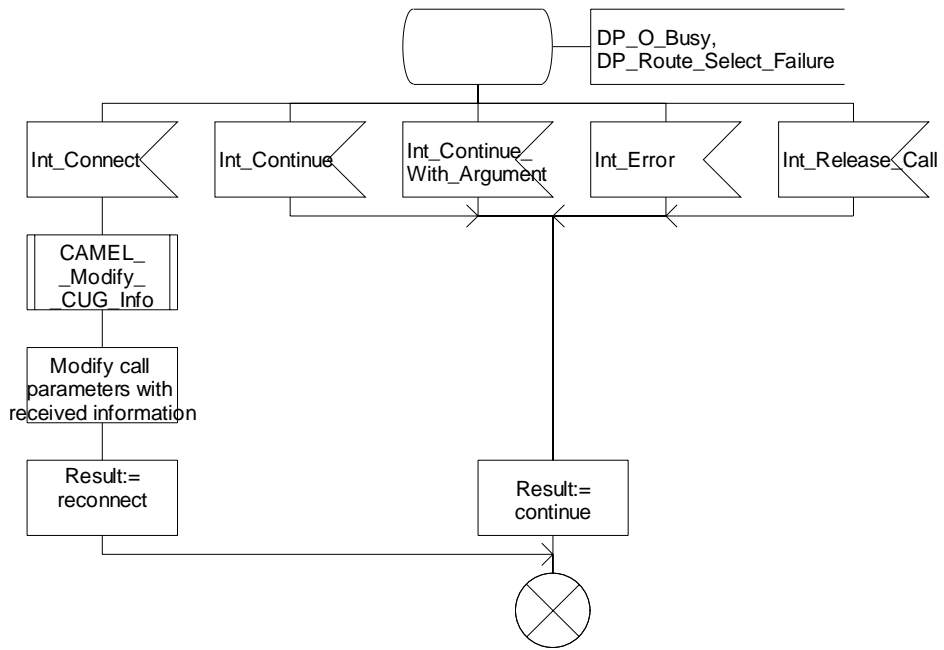 DP_O_Busy,
DP_Route_Select_Failure
Int_Connect
Int_Continue
Int_Continue_
With_Argument
Int_Error
Int_Release_Call
CAMEL_
_Modify_
_CUG_Info
Modify call
parameters with
received information
Result:=
reconnect
Result:=
continue